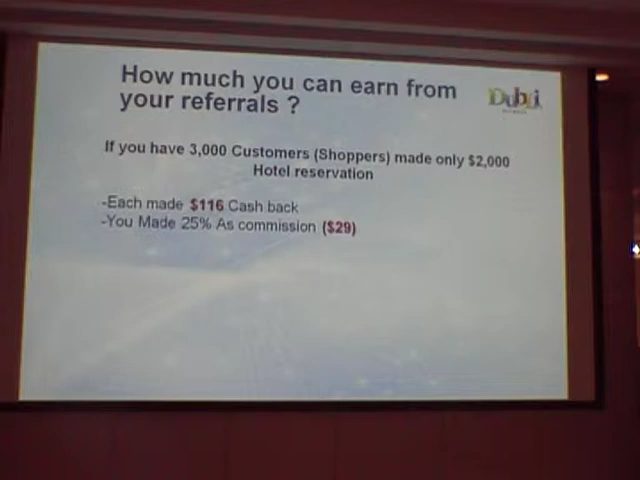 How much you can earn from
your referrals ?
Dubai
If you have 3,000 Customers (Shoppers) made only $2,000
Hotel reservation
-Each made $116 Cash back
-You Made 25% As commission ($29)